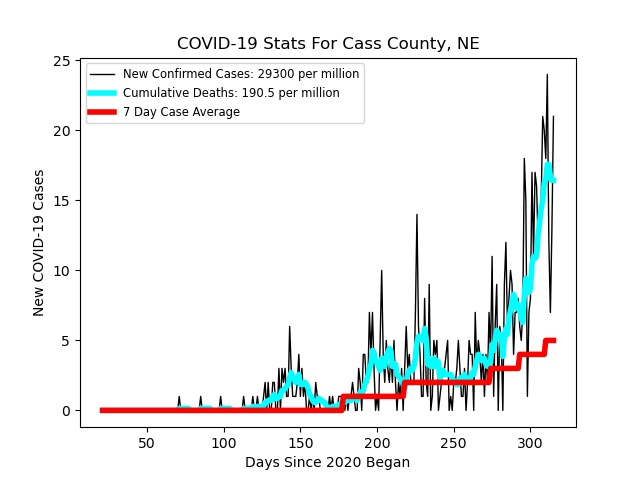 COVID-19 Stats For Cass County, NE
New Confirmed Cases: 29300 per million
Cumulative Deaths: 190.5 per million
7 Day Case Average
25
20
15
10
5
0
New COVID-19 Cases
50 100 150 200 250 300
Days Since 2020 Began